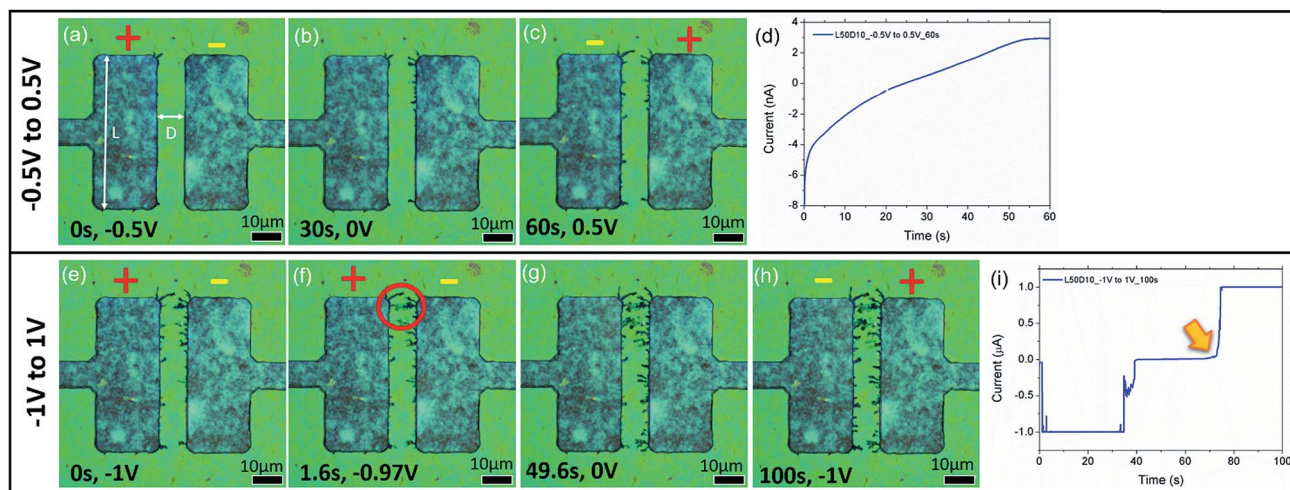 -0.5V to 0.5V
(a)
+
−
L
D
0s, -0.5V
10µm
(b)
30s, 0V
10µm
(c)
−
+
60s, 0.5V
10µm
(d)
L50D10_-0.5V to 0.5V_60s
Current (nA)
4
2
0
-2
-4
-6
-8
0 10 20 30 40 50 60
Time (s)
-1V to 1V
(e)
+
−
0s, -1V
10µm
(f)
+
−
1.6s, -0.97V
10µm
(g)
49.6s, 0V
10µm
(h)
−
+
100s, -1V
10µm
(i)
L50D10_-1V to 1V_100s
Current (µA)
1.0
0.5
0.0
-0.5
-1.0
0 20 40 60 80 100
Time (s)